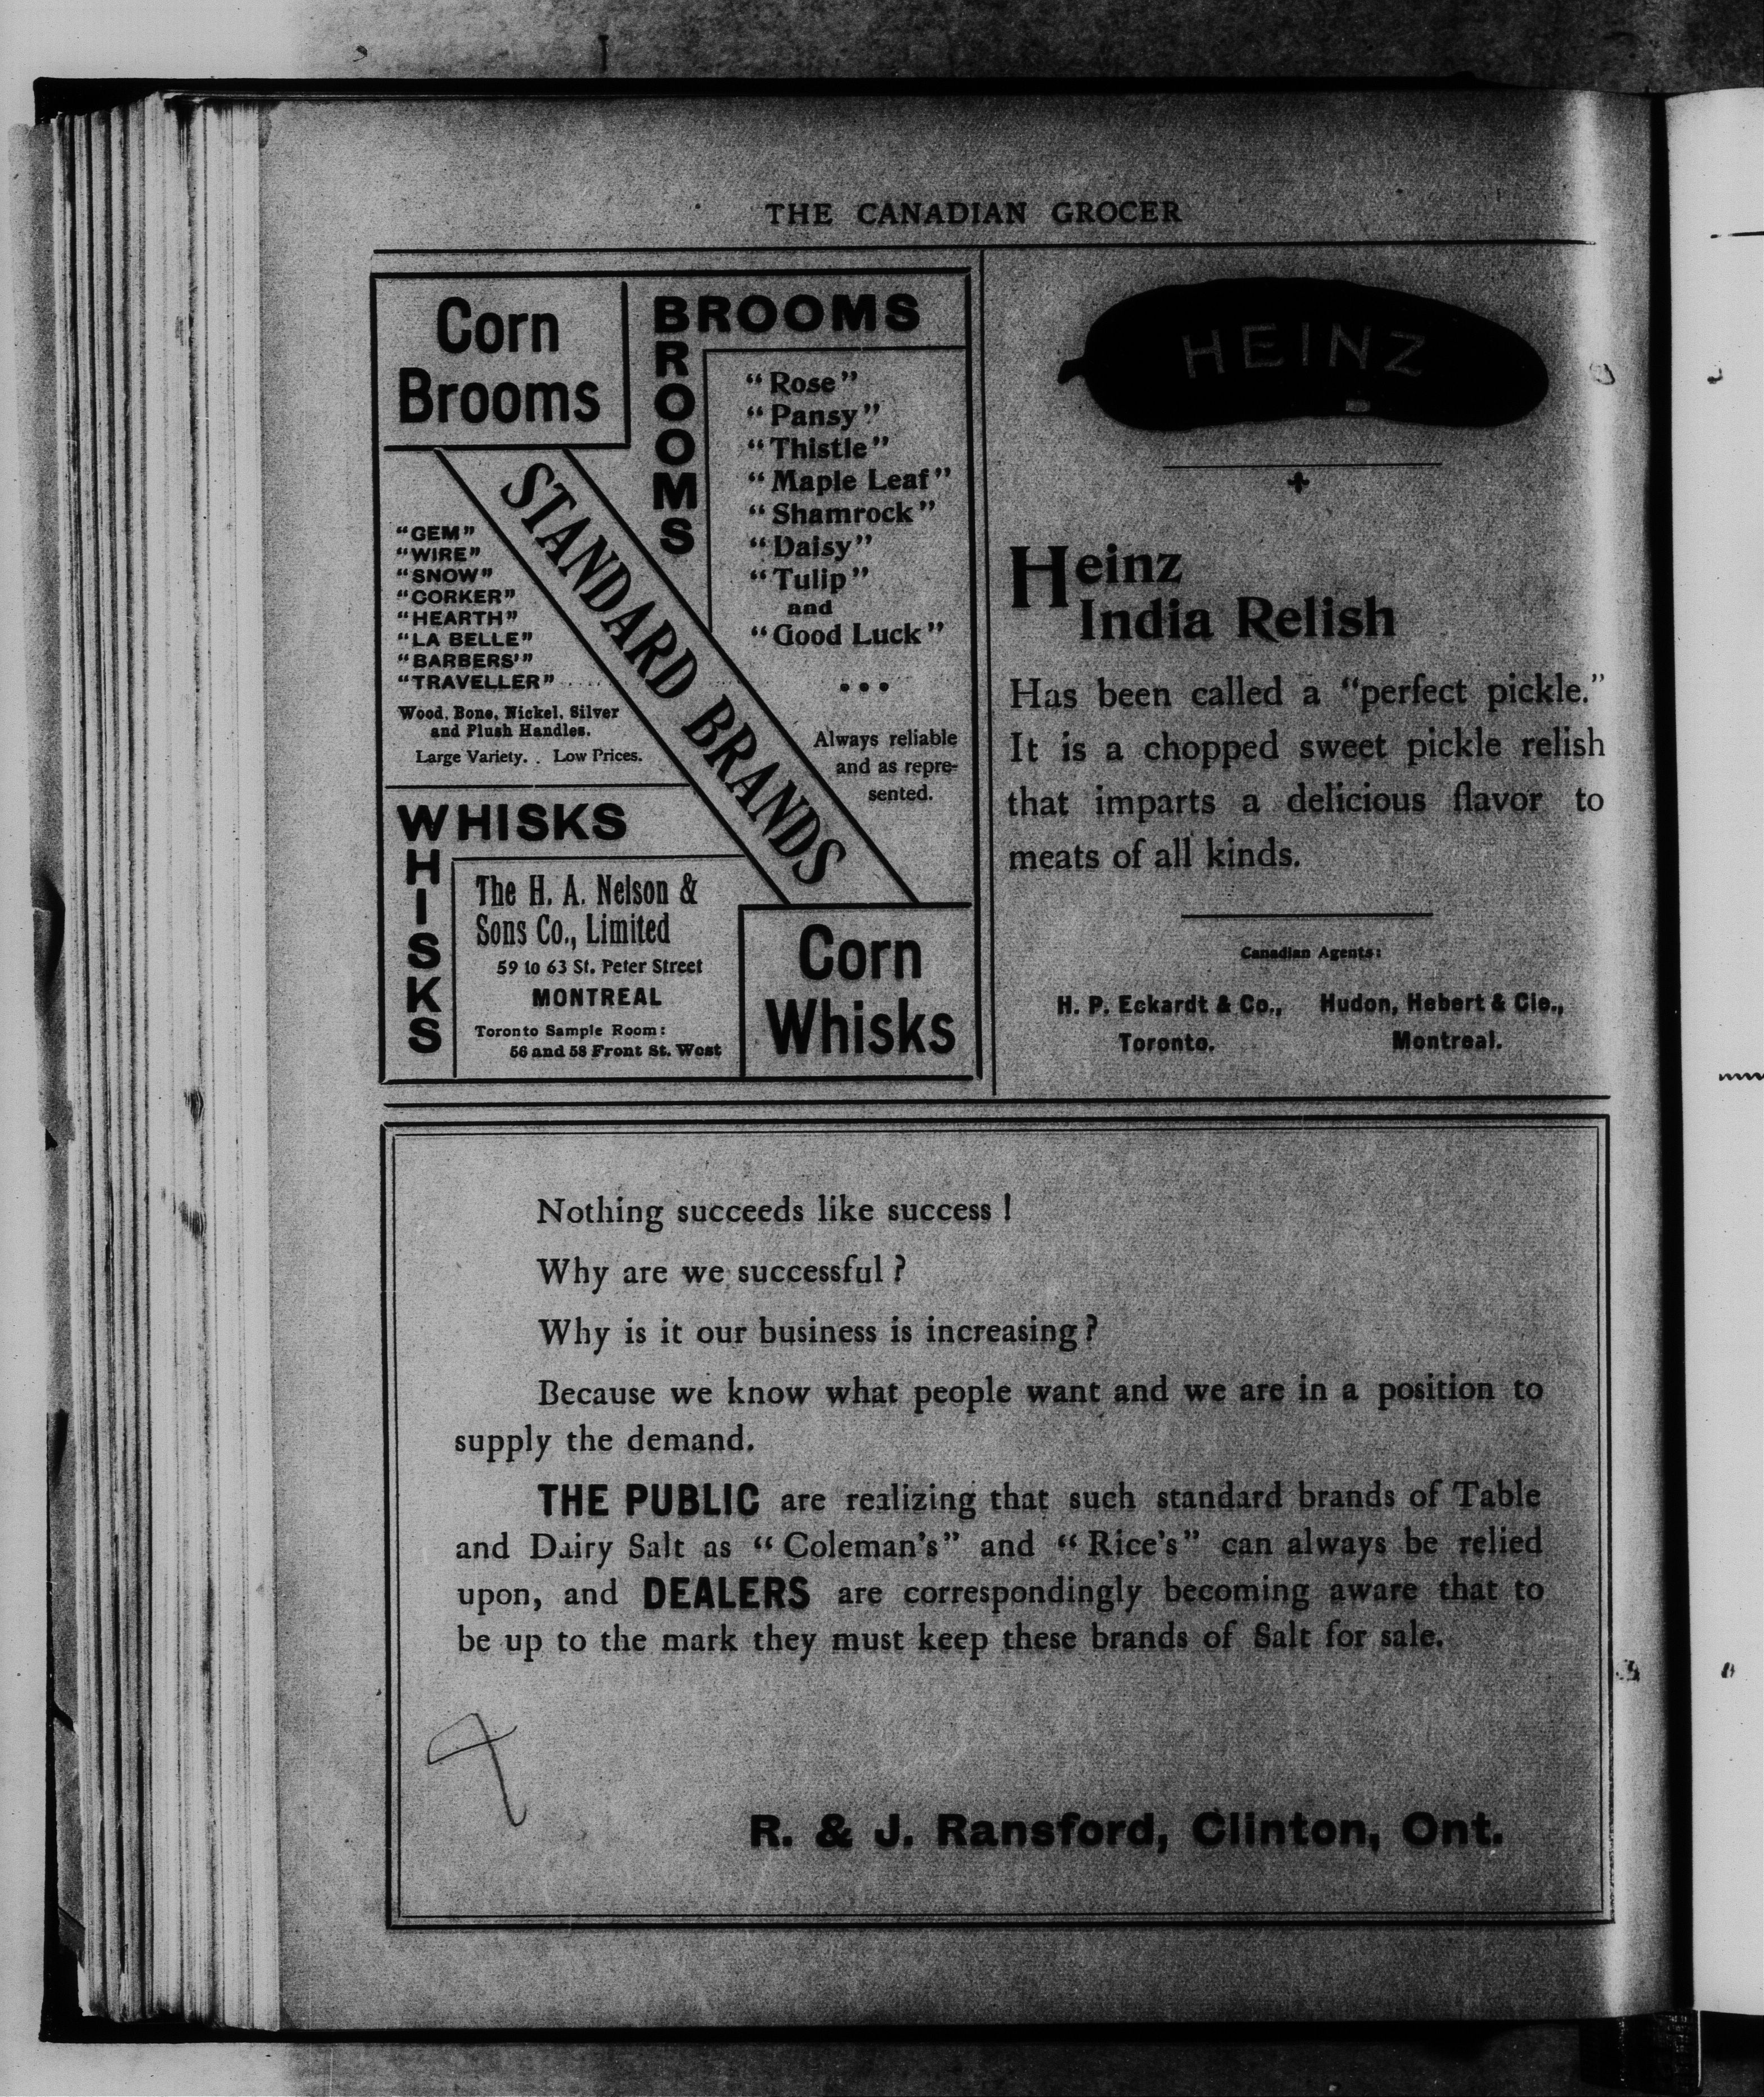 THE CANADIAN GROCER
Corn
Brooms
BROOMS
BROOMS
"Rose"
"Pansy"
"Thistle"
"Maple Leaf"
"Shamrock"
"Daisy"
"Tulip"
and
"Good Luck"
Always reliable
and as repre-
sented.
STANDARD BRANDS
"GEM"
"WIRE"
"SNOW"
"CORKER"
"HEARTH"
"LA BELLE"
"BARBERS'"
"TRAVELLER" . . . .
Wood, Bone, Nickel, Silver
and Plush Handles.
Large Variety. . Low Prices.
WHISKS
WHISKS
The H. A. Nelson &
Sons Co., Limited
59 to 63 St. Peter Street
MONTREAL
Toronto Sample Room:
56 and 58 Front St. West
Corn
Whisks
HEINZ
Heinz
India Relish
Has been called a "perfect pickle."
It is a chopped sweet pickle relish
that imparts a delicious flavor to
meats of all kinds.
Canadian Agents:
H. P. Eckardt & Co.,
Toronto.
Hudon, Hebert & Cie.,
Montreal.
Nothing succeeds like success !
Why are we successful ?
Why is it our business is increasing ?
Because we know what people want and we are in a position to
supply the demand.
THE PUBLIC are realizing that such standard brands of Table
and Dairy Salt as "Coleman's" and "Rice's" can always be relied
upon, and DEALERS are correspondingly becoming aware that to
be up to the mark they must keep these brands of Salt for sale.
R. & J. Ransford, Clinton, Ont.